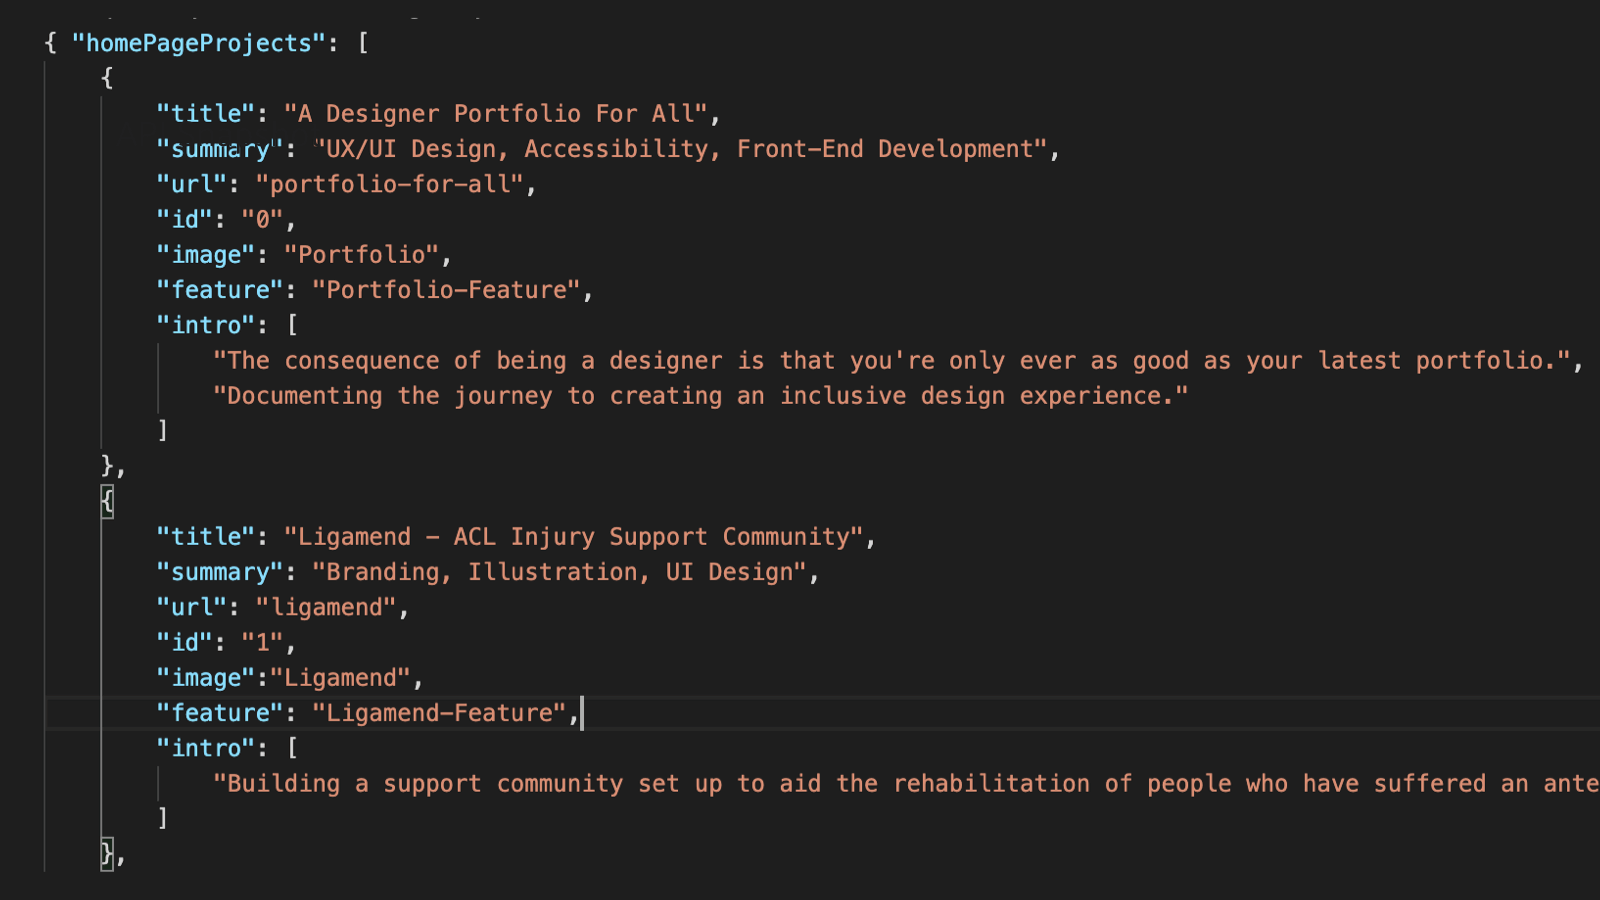 { "homePageProjects": [
{
"title": "A Designer Portfolio For All",
"summary": "UX/UI Design, Accessibility, Front-End Development",
"url": "portfolio-for-all",
"id": "0",
"image": "Portfolio",
"feature": "Portfolio-Feature",
"intro": [
"The consequence of being a designer is that you're only ever as good as your latest portfolio.",
"Documenting the journey to creating an inclusive design experience."
]
},
{
"title": "Ligamend - ACL Injury Support Community",
"summary": "Branding, Illustration, UI Design",
"url": "ligamend",
"id": "1",
"image":"Ligamend",
"feature": "Ligamend-Feature",
"intro": [
"Building a support community set up to aid the rehabilitation of people who have suffered an ante
]
},